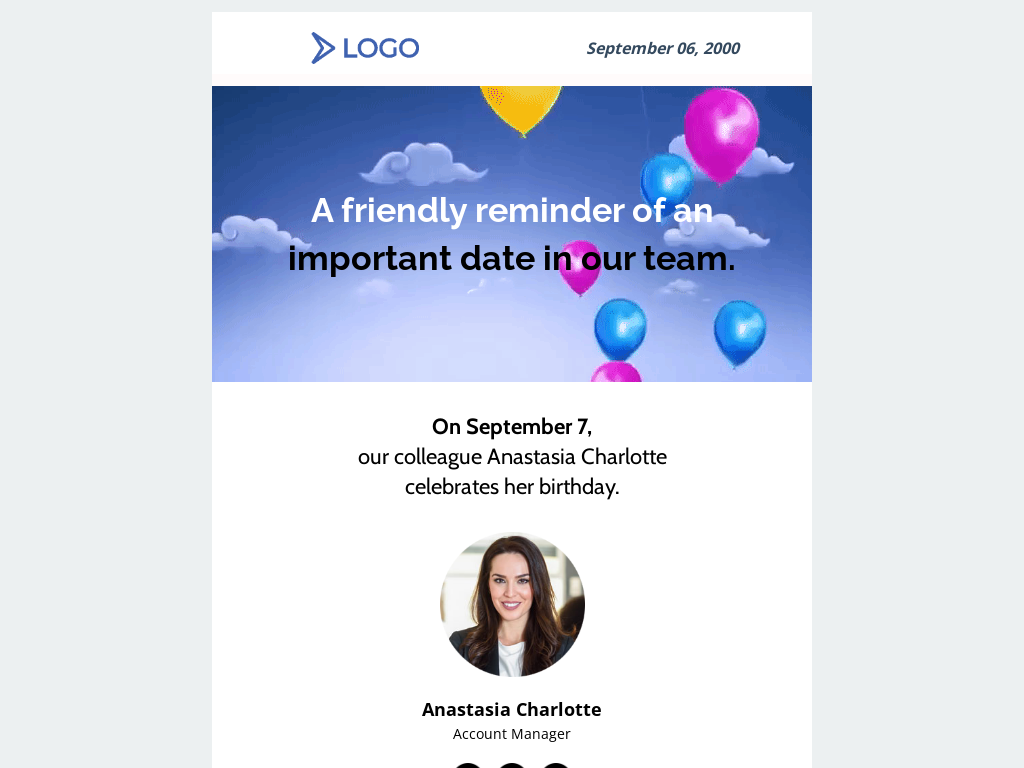 LOGO
September 06, 2000
A friendly reminder of an
important date in our team.
On September 7,
our colleague Anastasia Charlotte
celebrates her birthday.
Anastasia Charlotte
Account Manager